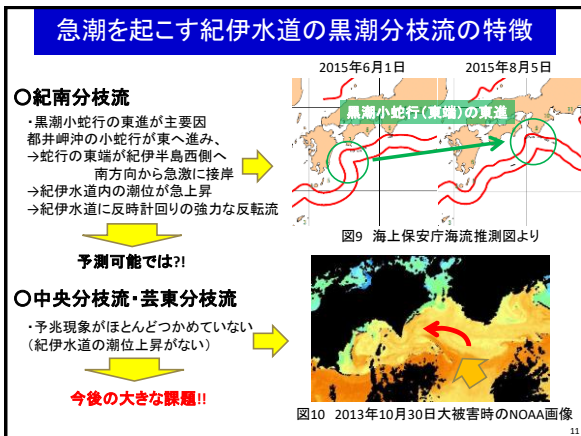 急潮を起こす紀伊水道の黒潮分枝流の特徴
2015年6月1日
2015年8月5日
〇紀南分枝流
・黒潮小蛇行の東進が主要因
都井岬沖の小蛇行が東へ進み、
→蛇行の東端が紀伊半島西側へ
南方向から急激に接岸
→紀伊水道内の潮位が急上昇
→紀伊水道に反時計回りの強力な反転流
黒潮小蛇行(東端)の東進
図9 海上保安庁海流推測図より
予測可能では?!
〇中央分枝流・芸東分枝流
・予兆現象がほとんどつかめていない
(紀伊水道の潮位上昇がない)
今後の大きな課題!!
図10 2013年10月30日大被害時のNOAA画像
11